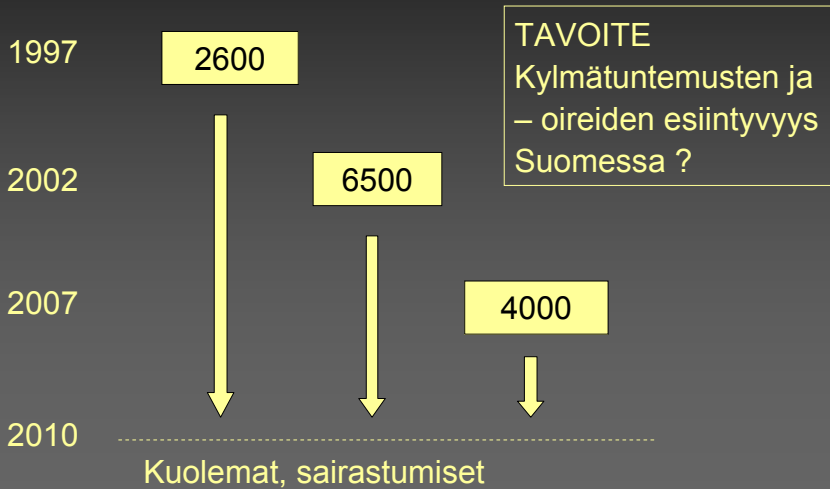 1997
2600
TAVOITE
Kylmätuntemusten ja
– oireiden esiintyvyys
Suomessa ?
2002
6500
2007
4000
2010
Kuolemat, sairastumiset